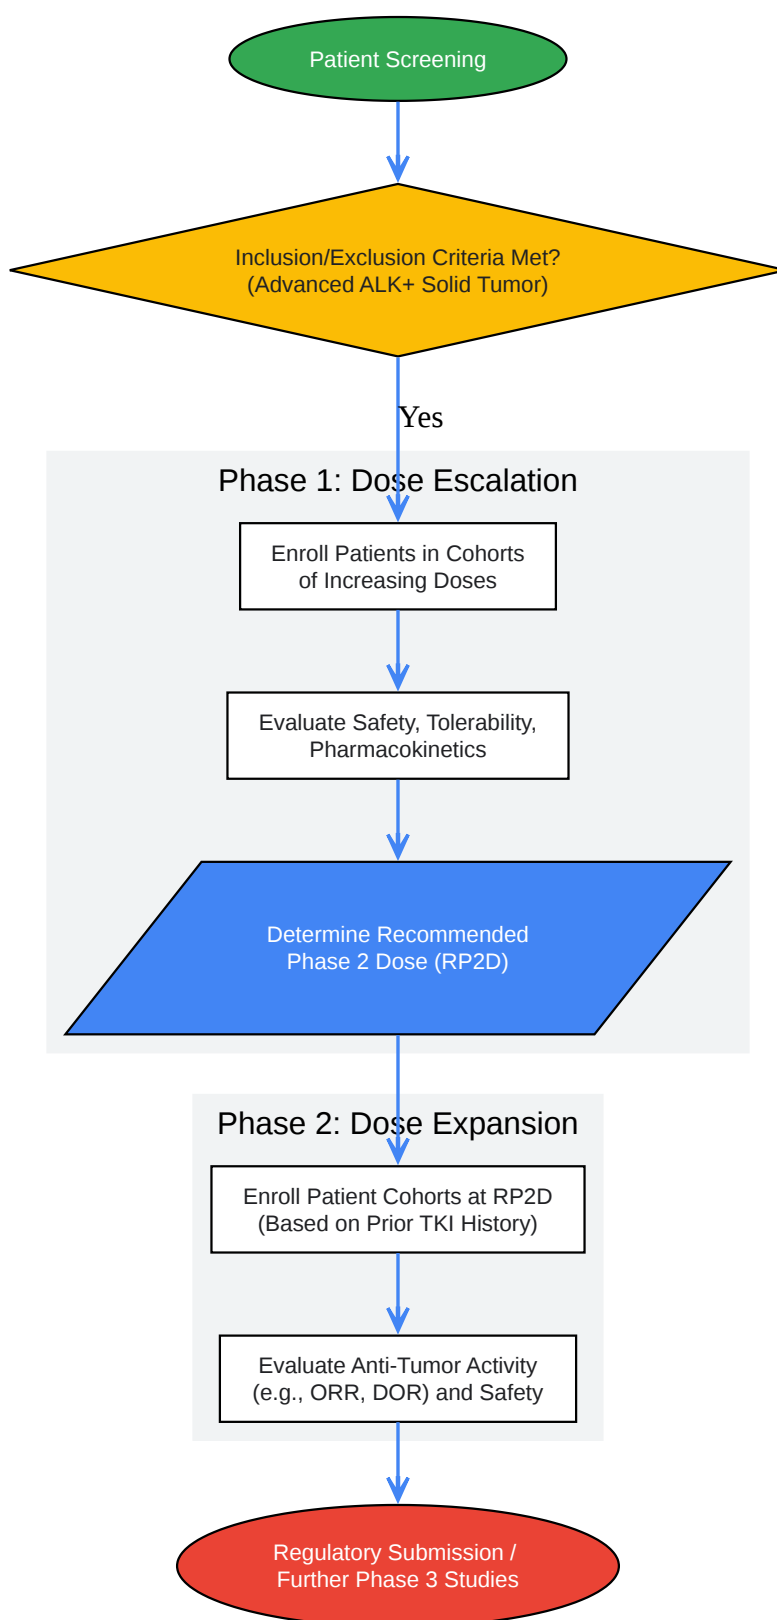 Patient Screening
Inclusion/Exclusion Criteria Met?
(Advanced ALK+ Solid Tumor)
Yes
Phase 1: Dose Escalation
Enroll Patients in Cohorts
of Increasing Doses
Evaluate Safety, Tolerability,
Pharmacokinetics
Determine Recommended
Phase 2 Dose (RP2D)
Phase 2: Dose Expansion
Enroll Patient Cohorts at RP2D
(Based on Prior TKI History)
Evaluate Anti-Tumor Activity
(e.g., ORR, DOR) and Safety
Regulatory Submission /
Further Phase 3 Studies